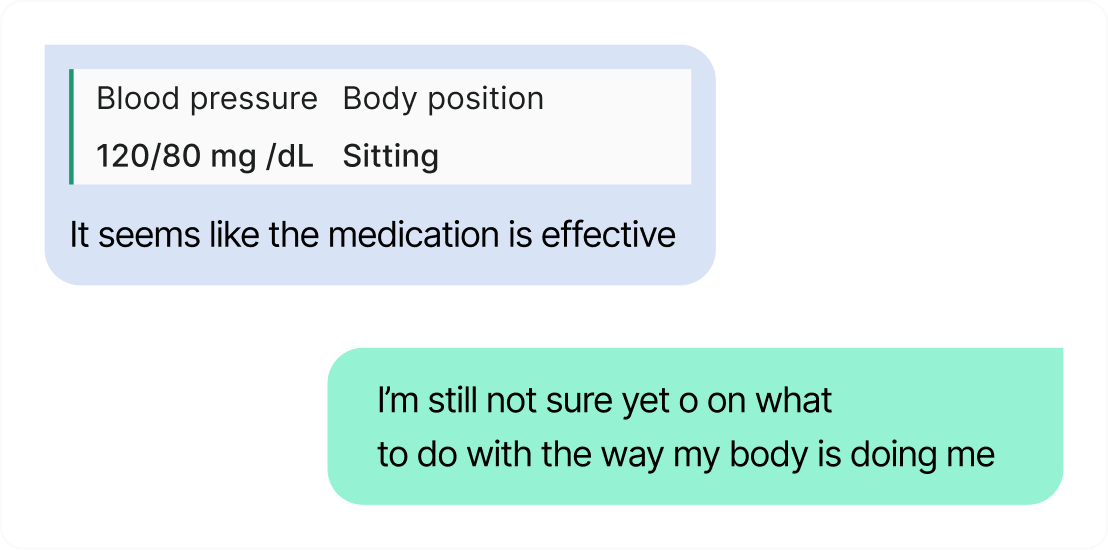 Blood pressure Body position
120/80 mg /dL Sitting
It seems like the medication is effective
I'm still not sure yet o on what
to do with the way my body is doing me